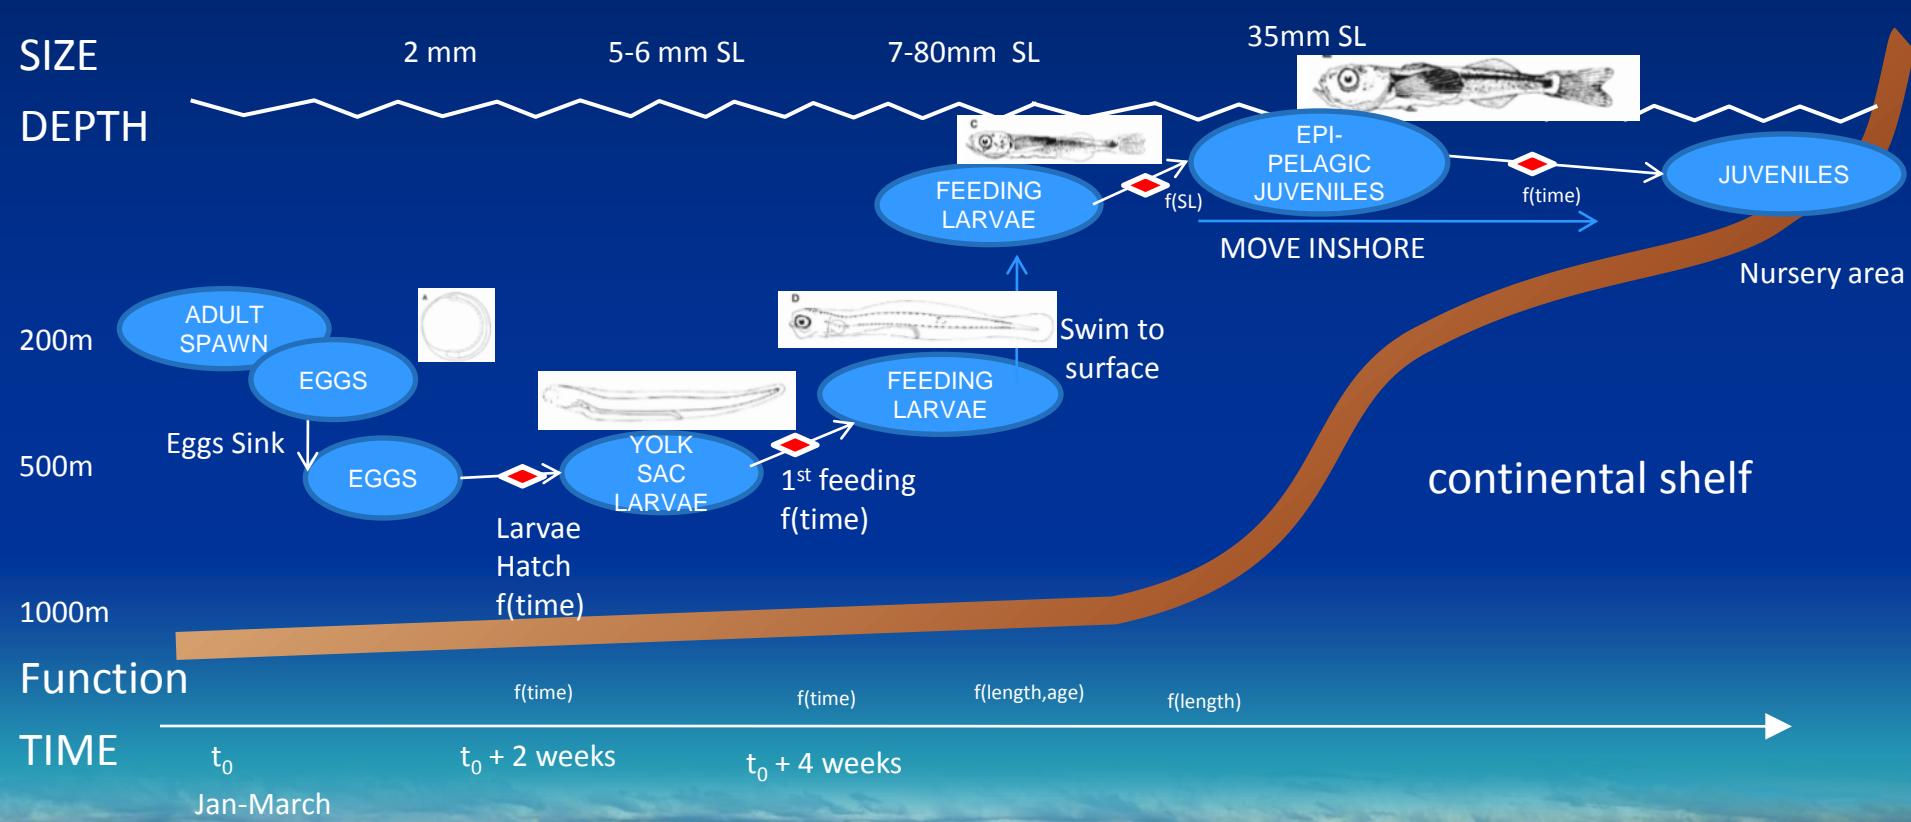 SIZE
2 mm
5-6 mm SL
7-80mm SL
35mm SL
DEPTH
C
EPI-
PELAGIC
JUVENILES
FEEDING
LARVAE
f(SL)
f(time)
JUVENILES
MOVE INSHORE
Nursery area
200m
ADULT
SPAWN
EGGS
A
D
Swim to
surface
FEEDING
LARVAE
Eggs Sink
500m
EGGS
YOLK
SAC
LARVAE
1st feeding
f(time)
continental shelf
Larvae
Hatch
f(time)
1000m
Function
f(time)
f(time)
f(length,age)
f(length)
TIME
t0
t0 + 2 weeks
t0 + 4 weeks
Jan-March